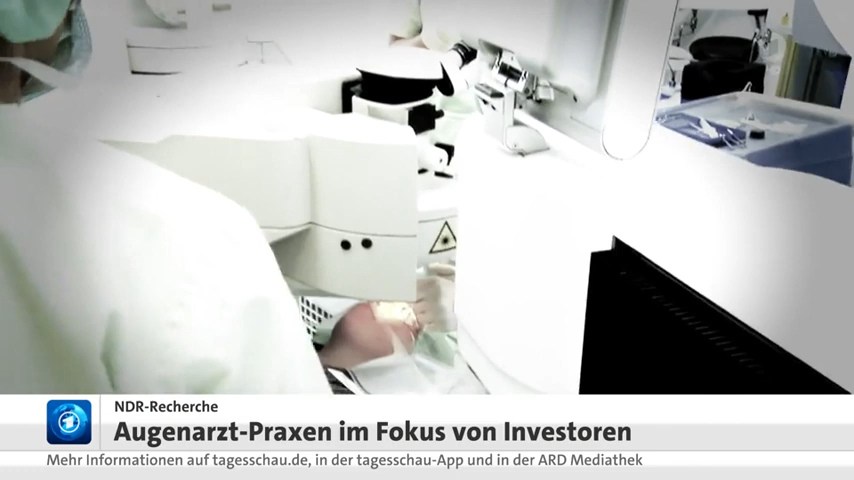 NDR-Recherche
Augenarzt-Praxen im Fokus von Investoren
Mehr Informationen auf tagesschau.de, in der tagesschau-App und in der ARD Mediathek